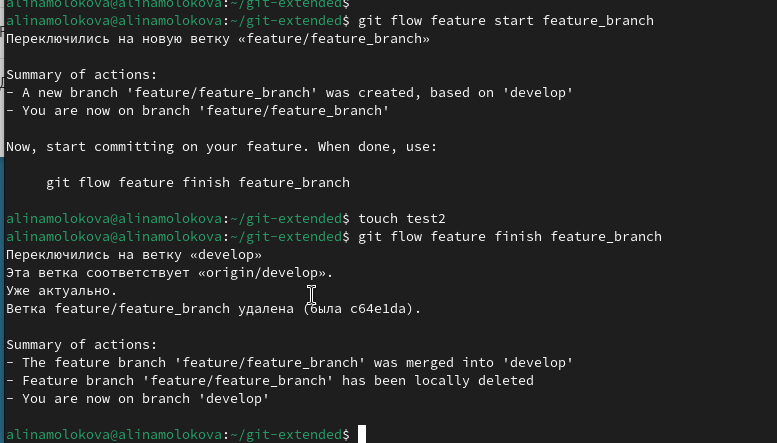 alinamolokova@alinamolokova:~/git-extended$
alinamolokova@alinamolokova:~/git-extended$ git flow feature start feature_branch
Переключились на новую ветку «feature/feature_branch»
Summary of actions:
- A new branch 'feature/feature_branch' was created, based on 'develop'
- You are now on branch 'feature/feature_branch'
Now, start committing on your feature. When done, use:
git flow feature finish feature_branch
alinamolokova@alinamolokova:~/git-extended$ touch test2
alinamolokova@alinamolokova:~/git-extended$ git flow feature finish feature_branch
Переключились на ветку «develop»
Эта ветка соответствует «origin/develop».
Уже актуально.
Ветка feature/feature_branch удалена (была c64e1da).
Summary of actions:
- The feature branch 'feature/feature_branch' was merged into 'develop'
- Feature branch 'feature/feature_branch' has been locally deleted
- You are now on branch 'develop'
alinamolokova@alinamolokova:~/git-extended$